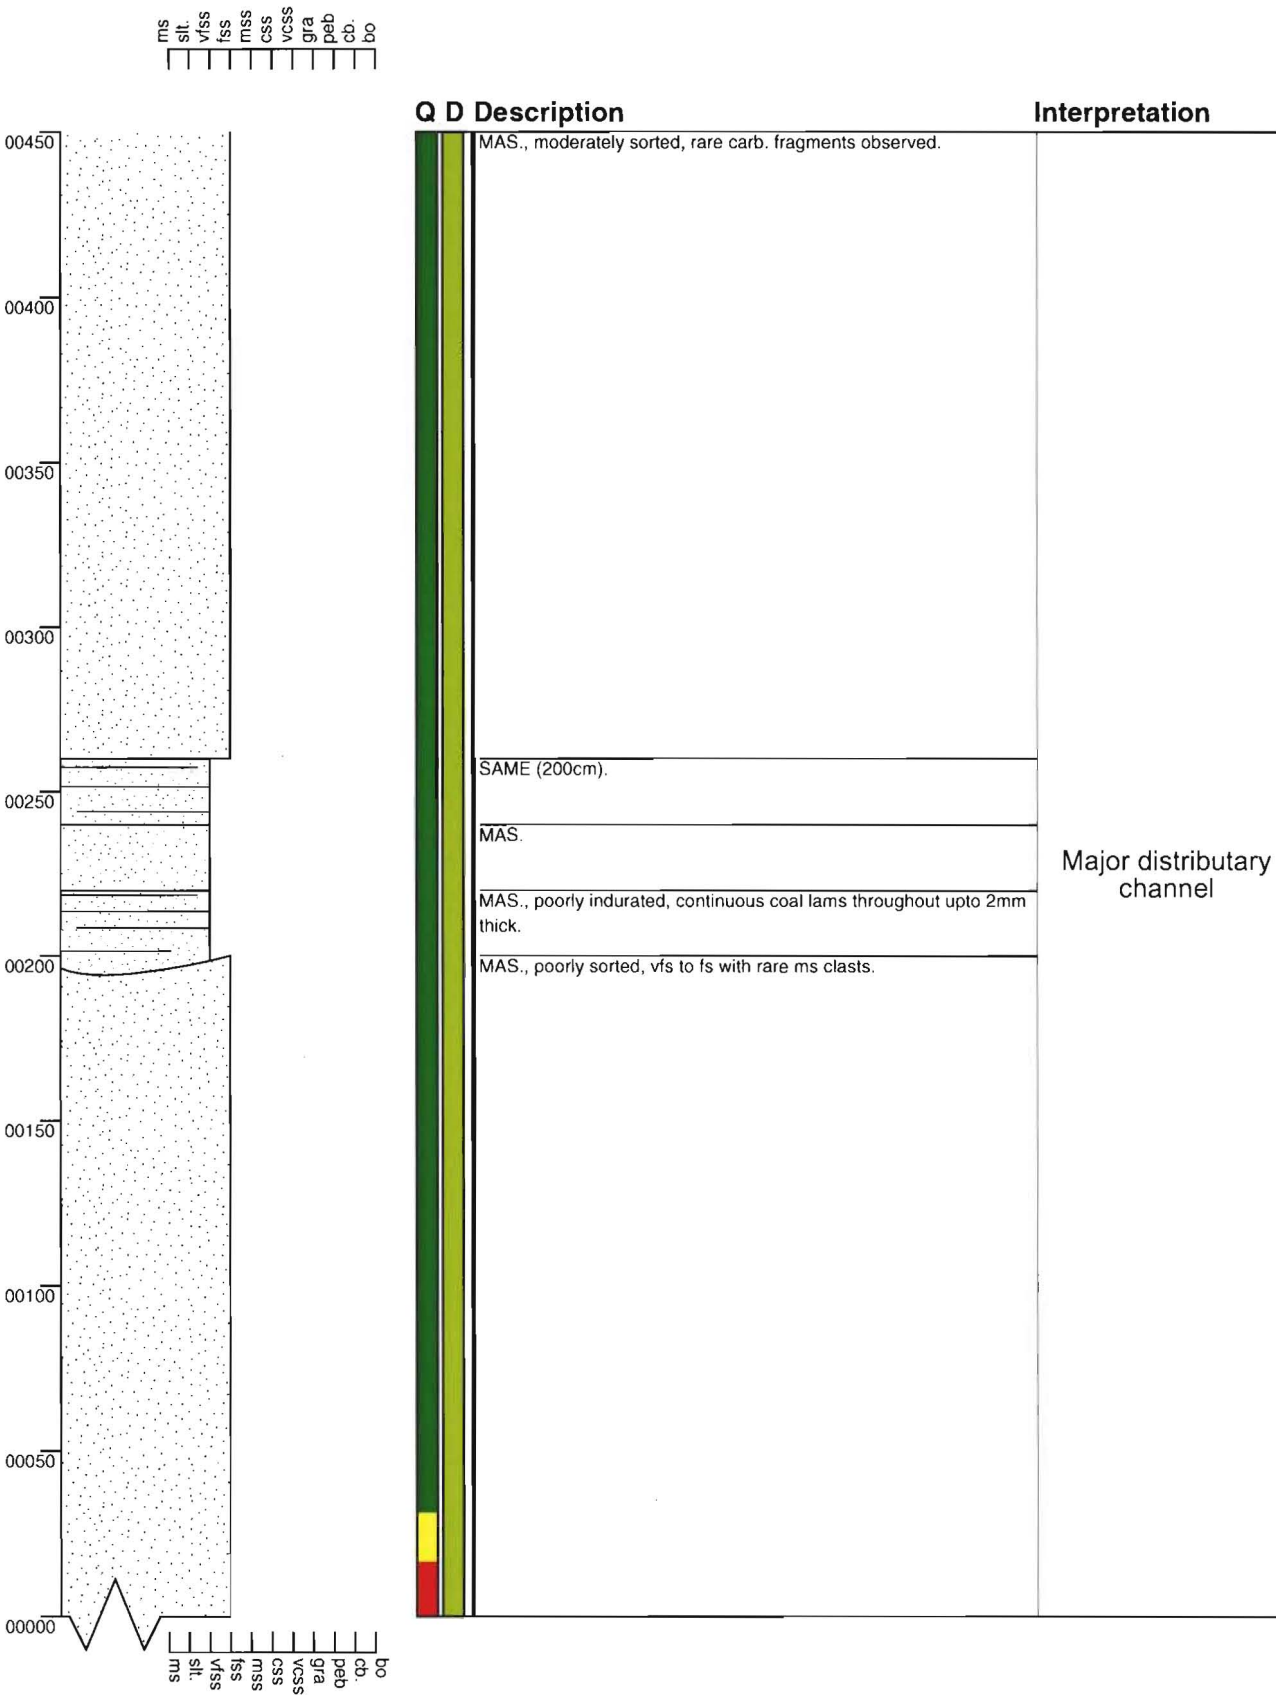 ms
slt.
vfss
fss
mss
css
vcss
gra
peb
cb.
bo
Q D Description Interpretation
00450
MAS., moderately sorted, rare carb. fragments observed.
00400
00350
00300
SAME (200cm).
00250
MAS.
Major distributary
channel
MAS., poorly indurated, continuous coal lams throughout upto 2mm
thick.
00200
MAS., poorly sorted, vfs to fs with rare ms clasts.
00150
00100
00050
00000
ms
slt.
vfss
fss
mss
css
vcss
gra
peb
cb.
bo